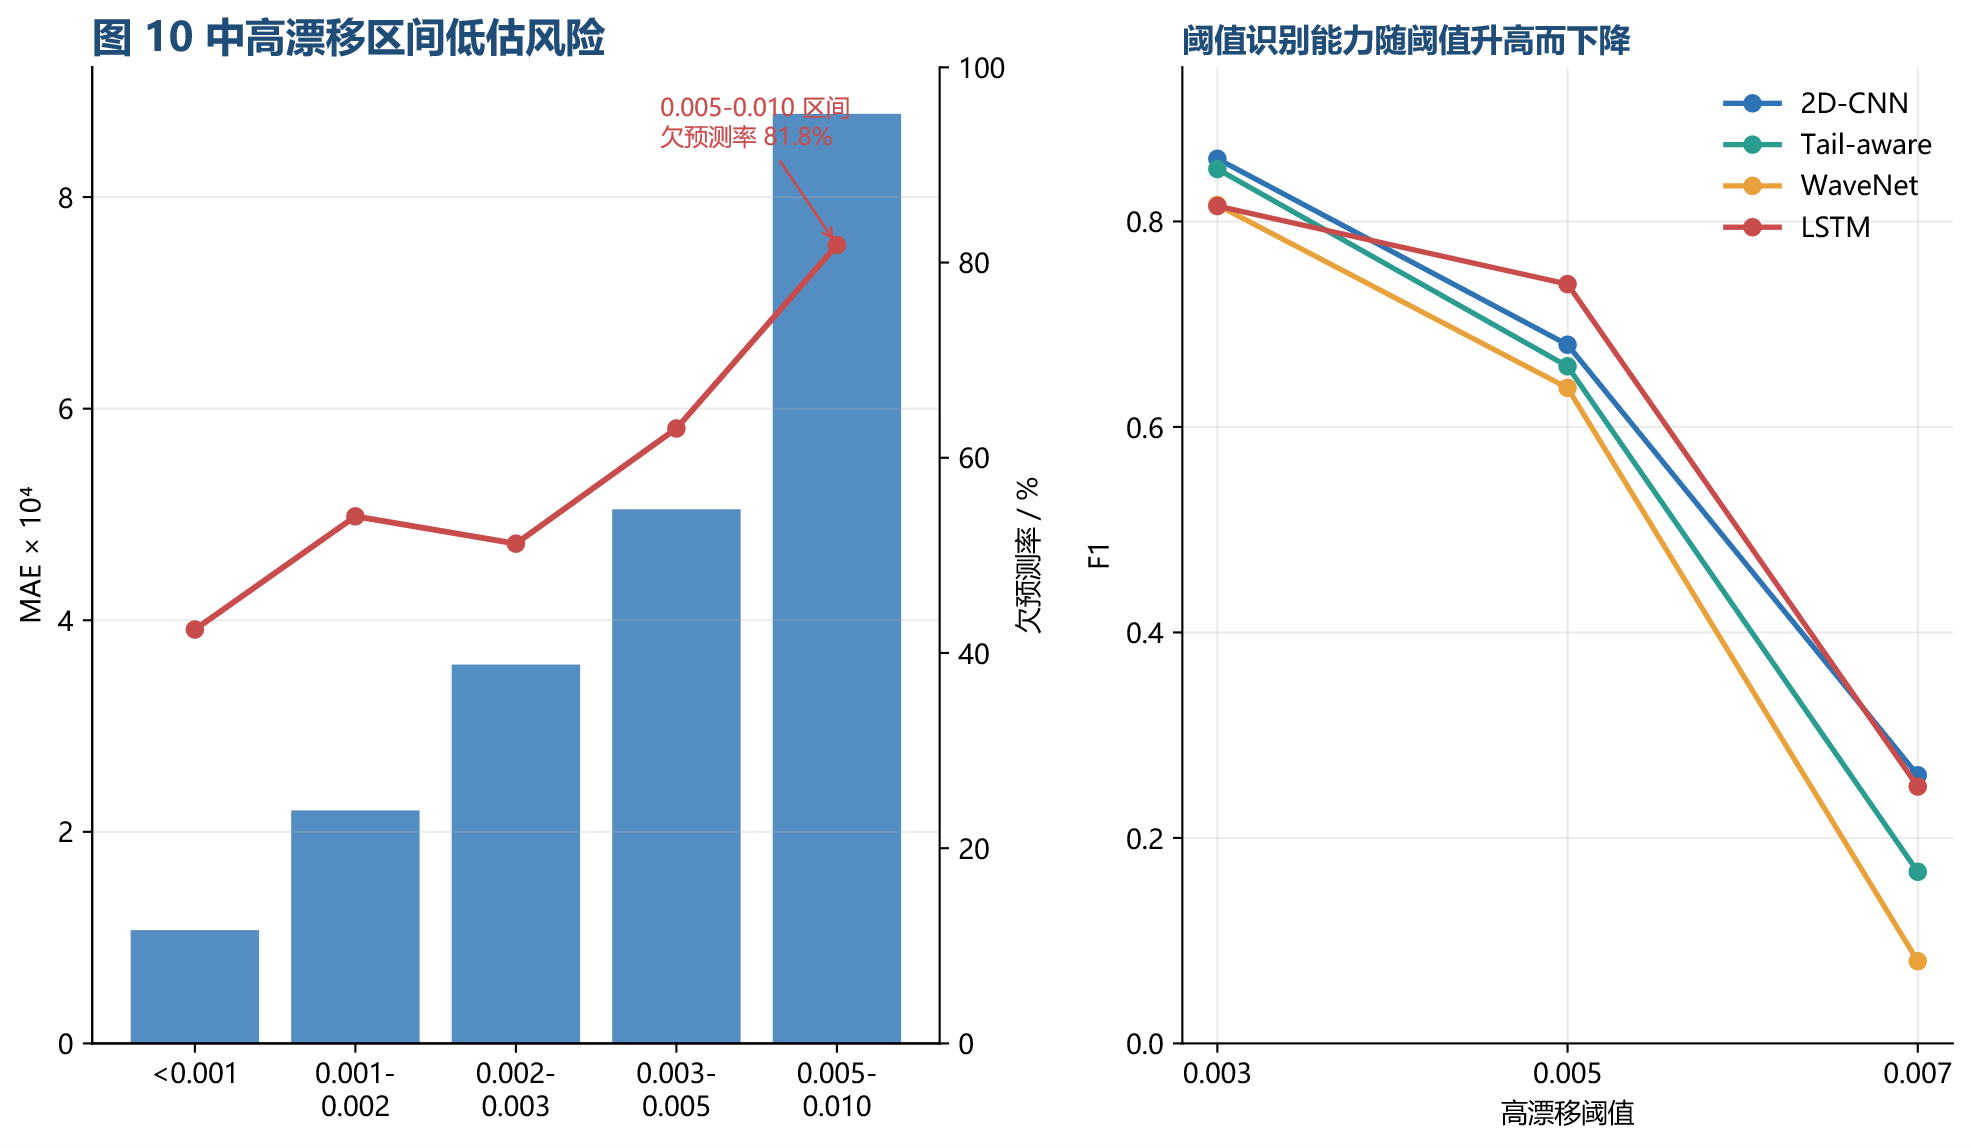 图 10 中高漂移区间低估风险
0.005-0.010 区间
欠预测率 81.8%
MAE × 10⁴
8
6
4
2
0
100
80
60
40
20
0
欠预测率 / %
<0.001
0.001-
0.002
0.002-
0.003
0.003-
0.005
0.005-
0.010
阈值识别能力随阈值升高而下降
2D-CNN
Tail-aware
WaveNet
LSTM
F1
0.8
0.6
0.4
0.2
0.0
0.003
0.005
0.007
高漂移阈值